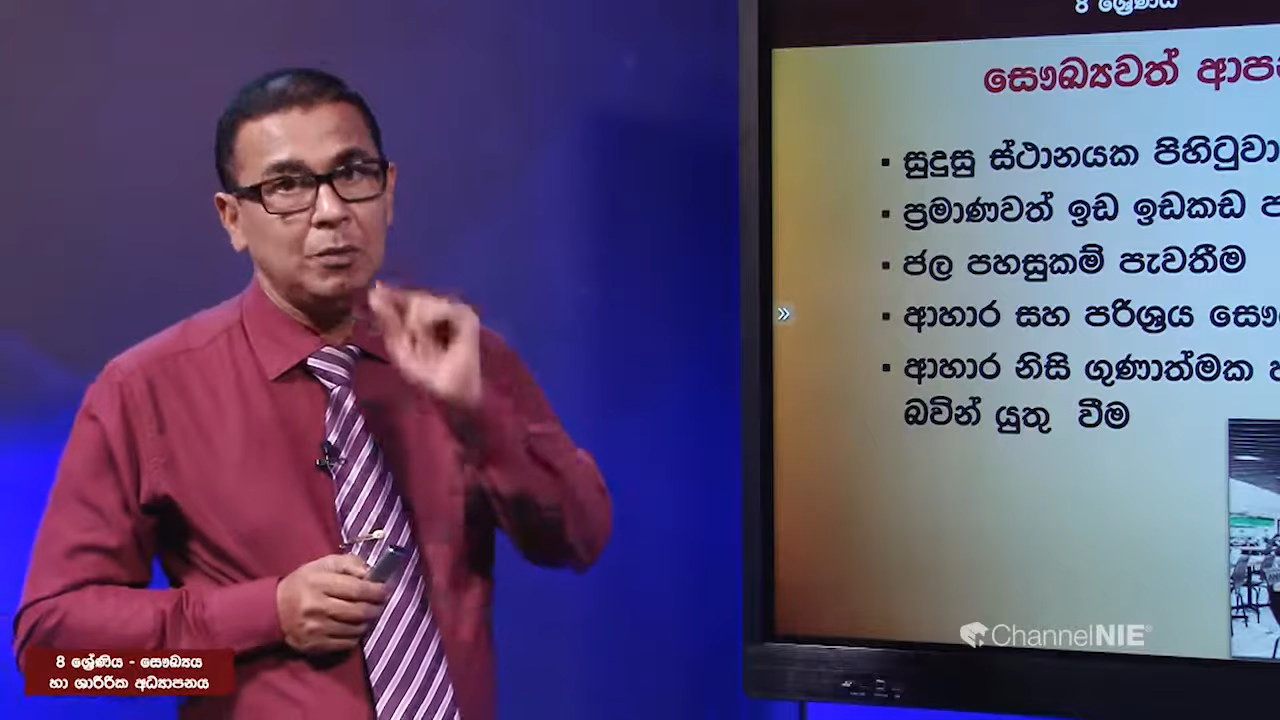 8 ශ්‍රේණිය
සෞඛ්‍යවත්
සුදුසු ස්ථානයක පිහිටුවා
ප්‍රමාණවත් ඉඩ ඉඩකඩ
ජල පහසුකම් පැවතීම
ආහාර සහ පරිශ්‍රය
ආහාර නිසි ගුණාත්මක
බවින් යුතු වීම
ChannelNIE
8 ශ්‍රේණිය - සෞඛ්‍යය
හා ශාරීරික අධ්‍යාපනය